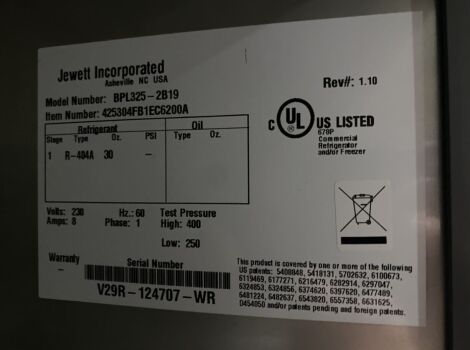 Jewett Incorporated
Asheville NC USA
Rev#: 1.10
Model Number: BPL325-2B19
Item Number: 425304FB1EC6200A
Refrigerant Oil
Stage Type Oz. PSI Type Oz.
1 R-404A 30 —
C UL US LISTED
678P
Commercial
Refrigerator
and/or Freezer
Volts: 230 Hz.: 60 Test Pressure
Amps: 8 Phase: 1 High: 400
Low: 250
Warranty Serial Number
—
V29R-124707-WR
This product is covered by one or more of the following
US patents: 5408848, 5418131, 5702632, 6100673,
6119469, 6177271, 6216479, 6282914, 6297047,
6324853, 6324856, 6374620, 6397620, 6477489,
6481224, 6482637, 6543820, 6557358, 6631625,
D454050 and/or patents pending and foreign patents.